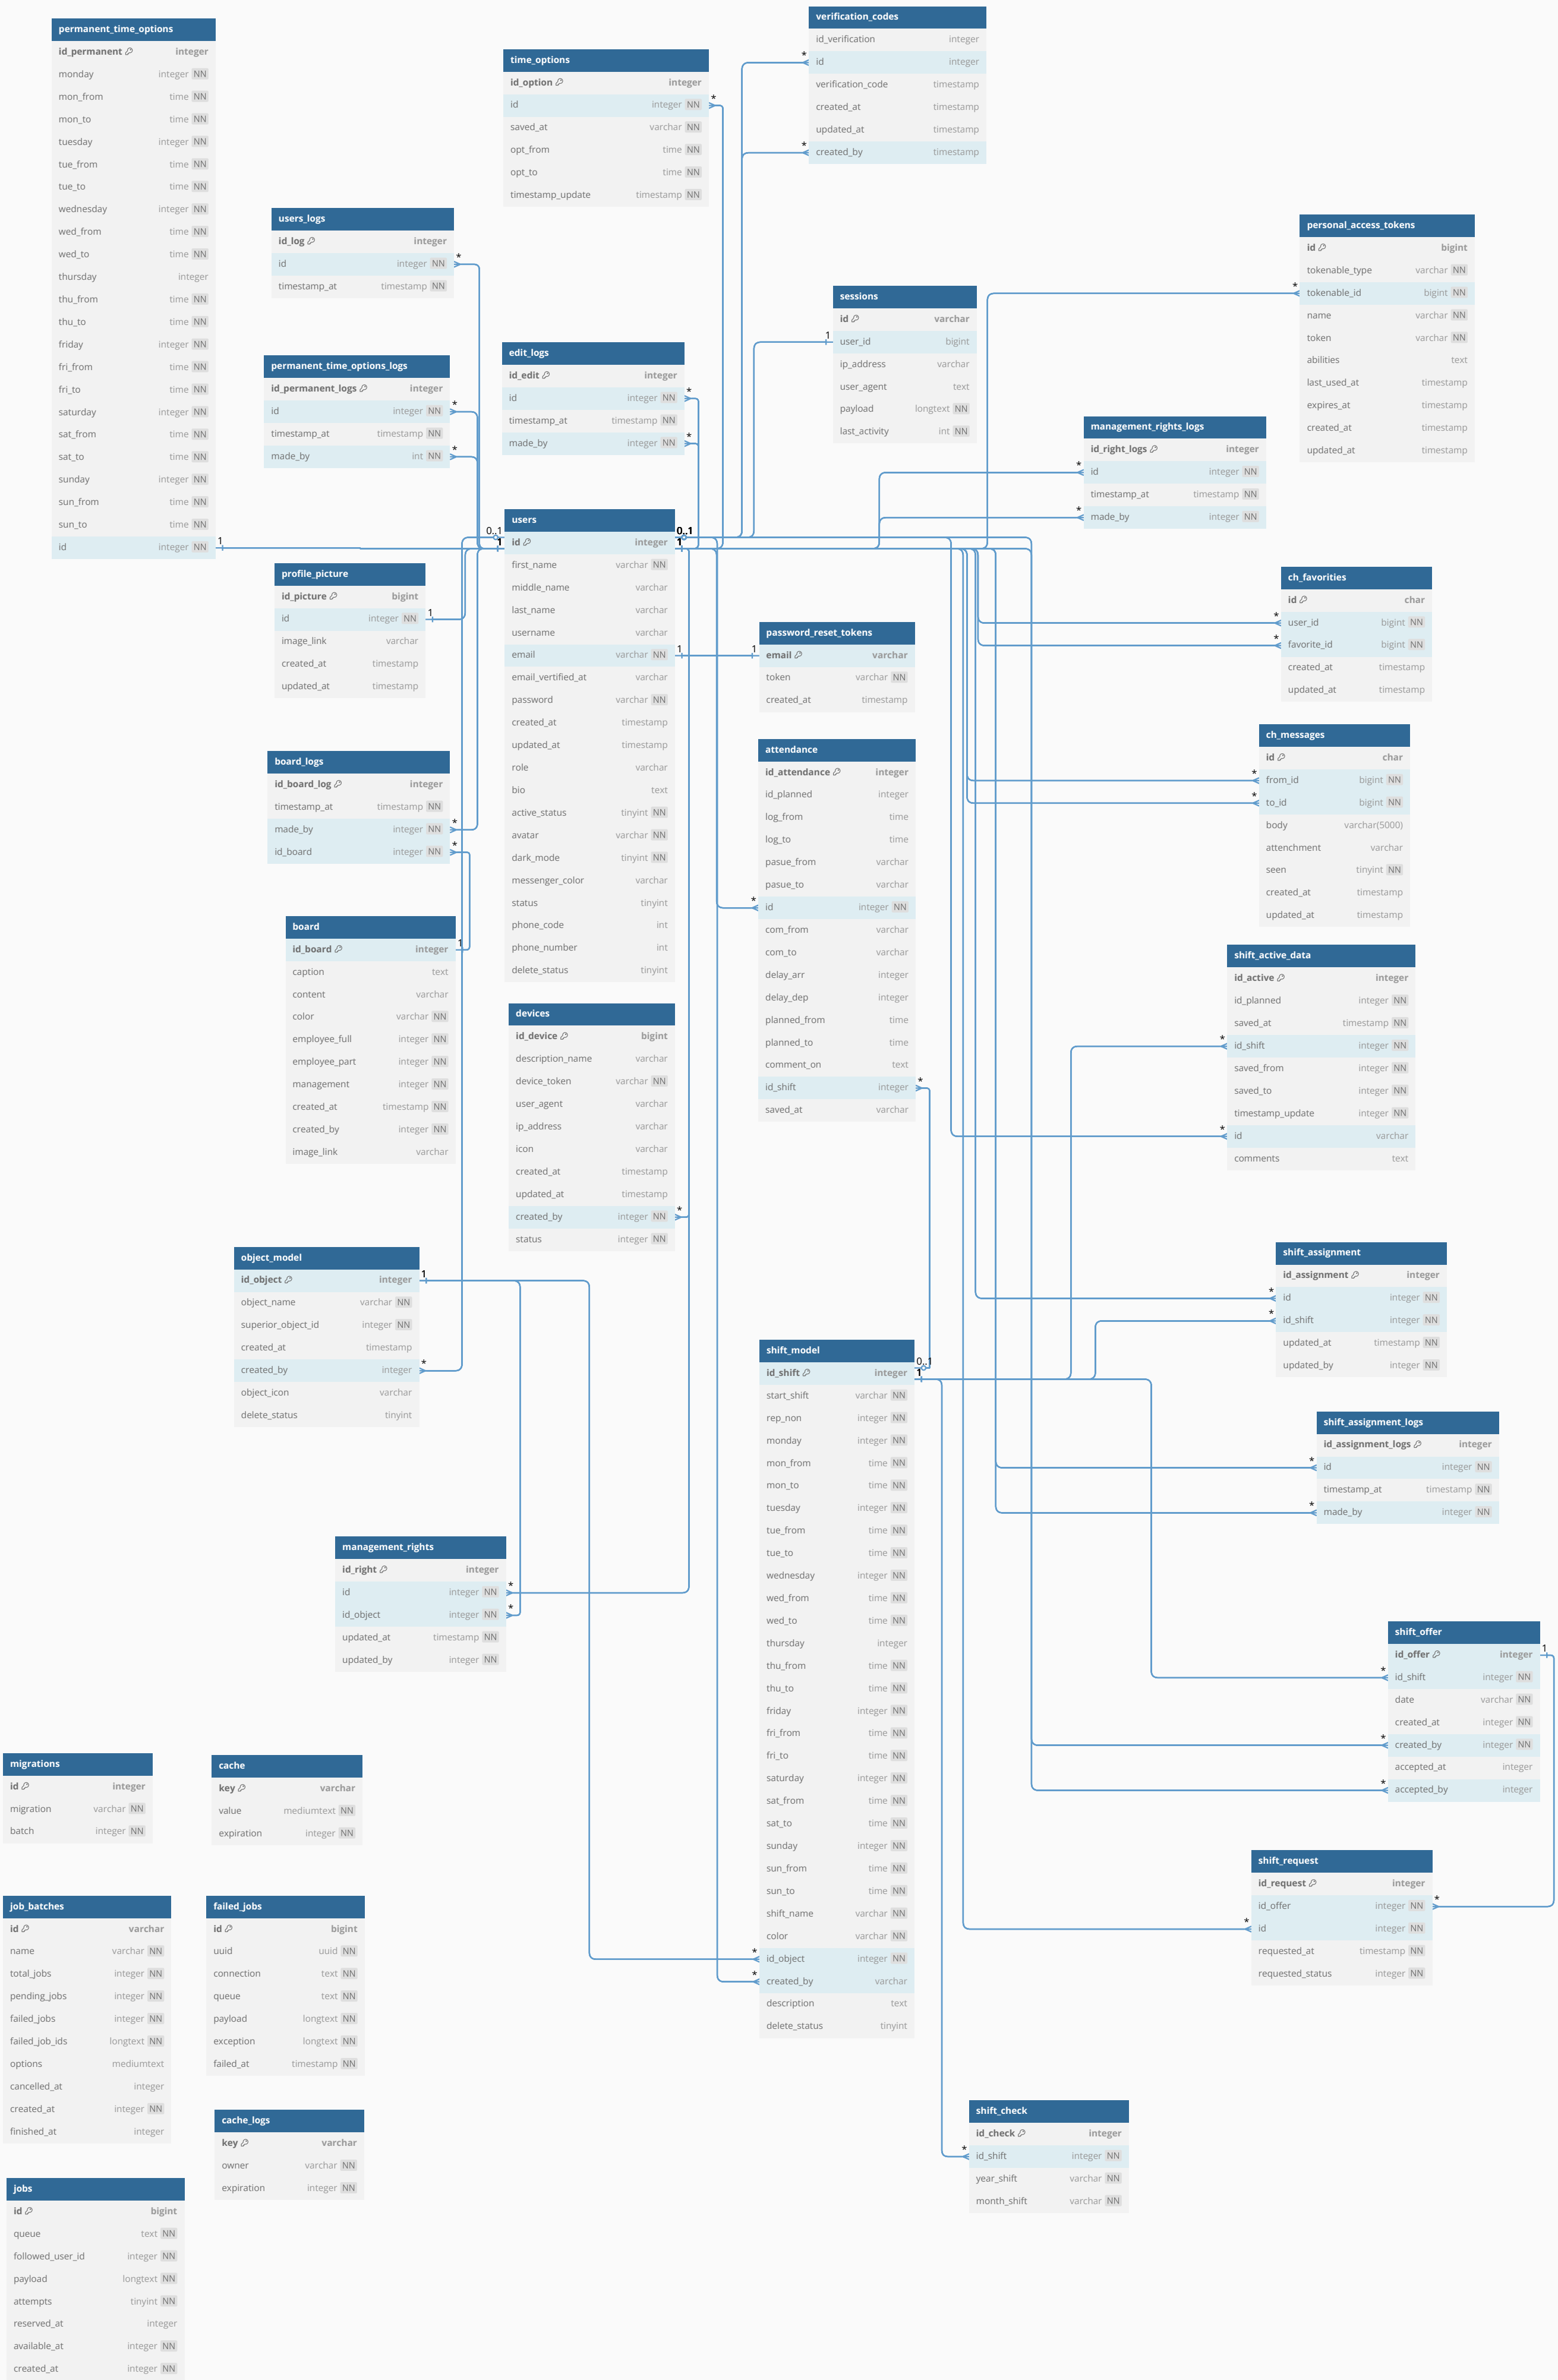 permanent_time_options
id_permanent integer
monday integer NN
mon_from time NN
mon_to time NN
tuesday integer NN
tue_from time NN
tue_to time NN
wednesday integer NN
wed_from time NN
wed_to time NN
thursday integer
thu_from time NN
thu_to time NN
friday integer NN
fri_from time NN
fri_to time NN
saturday integer NN
sat_from time NN
sat_to time NN
sunday integer NN
sun_from time NN
sun_to time NN
id integer NN
1
time_options
id_option integer
id integer NN
*
saved_at varchar NN
opt_from time NN
opt_to time NN
timestamp_update timestamp NN
verification_codes
id_verification integer
*
id integer
verification_code timestamp
created_at timestamp
updated_at timestamp
*
created_by timestamp
users_logs
id_log integer
id integer NN
*
timestamp_at timestamp NN
permanent_time_options_logs
id_permanent_logs integer
id integer NN
*
timestamp_at timestamp NN
made_by int NN
*
edit_logs
id_edit integer
id integer NN
*
timestamp_at timestamp NN
made_by integer NN
*
sessions
id varchar
1
user_id bigint
ip_address varchar
user_agent text
payload longtext NN
last_activity int NN
personal_access_tokens
id bigint
tokenable_type varchar NN
*
tokenable_id bigint NN
name varchar NN
token varchar NN
abilities text
last_used_at timestamp
expires_at timestamp
created_at timestamp
updated_at timestamp
management_rights_logs
id_right_logs integer
*
id integer NN
timestamp_at timestamp NN
*
made_by integer NN
users
0..1
0..1
id integer
1
1
first_name varchar NN
middle_name varchar
last_name varchar
username varchar
email varchar NN
1
email_vertified_at varchar
password varchar NN
created_at timestamp
updated_at timestamp
role varchar
bio text
active_status tinyint NN
avatar varchar NN
dark_mode tinyint NN
messenger_color varchar
status tinyint
phone_code int
phone_number int
delete_status tinyint
profile_picture
id_picture bigint
id integer NN
1
image_link varchar
created_at timestamp
updated_at timestamp
password_reset_tokens
1
email varchar
token varchar NN
created_at timestamp
ch_favorities
id char
*
user_id bigint NN
*
favorite_id bigint NN
created_at timestamp
updated_at timestamp
ch_messages
id char
*
from_id bigint NN
*
to_id bigint NN
body varchar(5000)
attenchment varchar
seen tinyint NN
created_at timestamp
updated_at timestamp
attendance
id_attendance integer
id_planned integer
log_from time
log_to time
pasue_from varchar
pasue_to varchar
*
id integer NN
com_from varchar
com_to varchar
delay_arr integer
delay_dep integer
planned_from time
planned_to time
comment_on text
id_shift integer
*
saved_at varchar
board_logs
id_board_log integer
timestamp_at timestamp NN
made_by integer NN
*
id_board integer NN
*
board
id_board integer
1
caption text
content varchar
color varchar NN
employee_full integer NN
employee_part integer NN
management integer NN
created_at timestamp NN
created_by integer NN
image_link varchar
devices
id_device bigint
description_name varchar
device_token varchar NN
user_agent varchar
ip_address varchar
icon varchar
created_at timestamp
updated_at timestamp
created_by integer NN
*
status integer NN
shift_active_data
id_active integer
id_planned integer NN
saved_at timestamp NN
*
id_shift integer NN
saved_from integer NN
saved_to integer NN
timestamp_update integer NN
*
id varchar
comments text
object_model
id_object integer
1
object_name varchar NN
superior_object_id integer NN
created_at timestamp
created_by integer
*
object_icon varchar
delete_status tinyint
shift_assignment
id_assignment integer
*
id integer NN
*
id_shift integer NN
updated_at timestamp NN
updated_by integer NN
shift_model
0..1
id_shift integer
1
start_shift varchar NN
rep_non integer NN
monday integer NN
mon_from time NN
mon_to time NN
tuesday integer NN
tue_from time NN
tue_to time NN
wednesday integer NN
wed_from time NN
wed_to time NN
thursday integer
thu_from time NN
thu_to time NN
friday integer NN
fri_from time NN
fri_to time NN
saturday integer NN
sat_from time NN
sat_to time NN
sunday integer NN
sun_from time NN
sun_to time NN
shift_name varchar NN
color varchar NN
*
id_object integer NN
*
created_by varchar
description text
delete_status tinyint
shift_assignment_logs
id_assignment_logs integer
*
id integer NN
timestamp_at timestamp NN
*
made_by integer NN
management_rights
id_right integer
id integer NN
*
id_object integer NN
*
updated_at timestamp NN
updated_by integer NN
shift_offer
id_offer integer
1
*
id_shift integer NN
date varchar NN
created_at integer NN
*
created_by integer NN
accepted_at integer
*
accepted_by integer
shift_request
id_request integer
id_offer integer NN
*
*
id integer NN
requested_at timestamp NN
requested_status integer NN
migrations
id integer
migration varchar NN
batch integer NN
cache
key varchar
value mediumtext NN
expiration integer NN
job_batches
id varchar
name varchar NN
total_jobs integer NN
pending_jobs integer NN
failed_jobs integer NN
failed_job_ids longtext NN
options mediumtext
cancelled_at integer
created_at integer NN
finished_at integer
failed_jobs
id bigint
uuid uuid NN
connection text NN
queue text NN
payload longtext NN
exception longtext NN
failed_at timestamp NN
cache_logs
key varchar
owner varchar NN
expiration integer NN
shift_check
id_check integer
*
id_shift integer NN
year_shift varchar NN
month_shift varchar NN
jobs
id bigint
queue text NN
followed_user_id integer NN
payload longtext NN
attempts tinyint NN
reserved_at integer
available_at integer NN
created_at integer NN